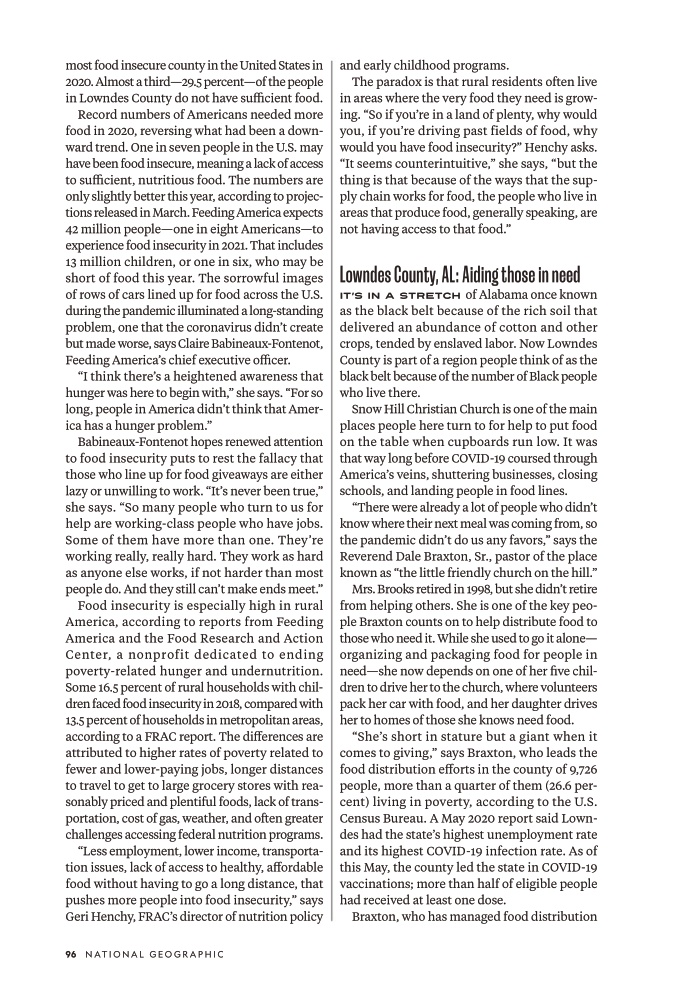 most food insecure county in the United States in
2020. Almost a third—29.5 percent—of the people
in Lowndes County do not have sufficient food.
Record numbers of Americans needed more
food in 2020, reversing what had been a down-
ward trend. One in seven people in the U.S. may
have been food insecure, meaning a lack of access
to sufficient, nutritious food. The numbers are
only slightly better this year, according to projec-
tions released in March. Feeding America expects
42 million people—one in eight Americans—to
experience food insecurity in 2021. That includes
13 million children, or one in six, who may be
short of food this year. The sorrowful images
of rows of cars lined up for food across the U.S.
during the pandemic illuminated a long-standing
problem, one that the coronavirus didn’t create
but made worse, says Claire Babineaux-Fontenot,
Feeding America’s chief executive officer.
“I think there’s a heightened awareness that
hunger was here to begin with,” she says. “For so
long, people in America didn’t think that Amer-
ica has a hunger problem.”
Babineaux-Fontenot hopes renewed attention
to food insecurity puts to rest the fallacy that
those who line up for food giveaways are either
lazy or unwilling to work. “It’s never been true,”
she says. “So many people who turn to us for
help are working-class people who have jobs.
Some of them have more than one. They’re
working really, really hard. They work as hard
as anyone else works, if not harder than most
people do. And they still can’t make ends meet.”
Food insecurity is especially high in rural
America, according to reports from Feeding
America and the Food Research and Action
Center, a nonprofit dedicated to ending
poverty-related hunger and undernutrition.
Some 16.5 percent of rural households with chil-
dren faced food insecurity in 2018, compared with
13.5 percent of households in metropolitan areas,
according to a FRAC report. The differences are
attributed to higher rates of poverty related to
fewer and lower-paying jobs, longer distances
to travel to get to large grocery stores with rea-
sonably priced and plentiful foods, lack of trans-
portation, cost of gas, weather, and often greater
challenges accessing federal nutrition programs.
“Less employment, lower income, transporta-
tion issues, lack of access to healthy, affordable
food without having to go a long distance, that
pushes more people into food insecurity,” says
Geri Henchy, FRAC’s director of nutrition policy
and early childhood programs.
The paradox is that rural residents often live
in areas where the very food they need is grow-
ing. “So if you’re in a land of plenty, why would
you, if you’re driving past fields of food, why
would you have food insecurity?” Henchy asks.
“It seems counterintuitive,” she says, “but the
thing is that because of the ways that the sup-
ply chain works for food, the people who live in
areas that produce food, generally speaking, are
not having access to that food.”
Lowndes County, AL: Aiding those in need
IT’S IN A STRETCH of Alabama once known
as the black belt because of the rich soil that
delivered an abundance of cotton and other
crops, tended by enslaved labor. Now Lowndes
County is part of a region people think of as the
black belt because of the number of Black people
who live there.
Snow Hill Christian Church is one of the main
places people here turn to for help to put food
on the table when cupboards run low. It was
that way long before COVID-19 coursed through
America’s veins, shuttering businesses, closing
schools, and landing people in food lines.
“There were already a lot of people who didn’t
know where their next meal was coming from, so
the pandemic didn’t do us any favors,” says the
Reverend Dale Braxton, Sr., pastor of the place
known as “the little friendly church on the hill.”
Mrs. Brooks retired in 1998, but she didn’t retire
from helping others. She is one of the key peo-
ple Braxton counts on to help distribute food to
those who need it. While she used to go it alone—
organizing and packaging food for people in
need—she now depends on one of her five chil-
dren to drive her to the church, where volunteers
pack her car with food, and her daughter drives
her to homes of those she knows need food.
“She’s short in stature but a giant when it
comes to giving,” says Braxton, who leads the
food distribution efforts in the county of 9,726
people, more than a quarter of them (26.6 per-
cent) living in poverty, according to the U.S.
Census Bureau. A May 2020 report said Lown-
des had the state’s highest unemployment rate
and its highest COVID-19 infection rate. As of
this May, the county led the state in COVID-19
vaccinations; more than half of eligible people
had received at least one dose.
Braxton, who has managed food distribution
96 NATIONAL GEOGRAPHIC